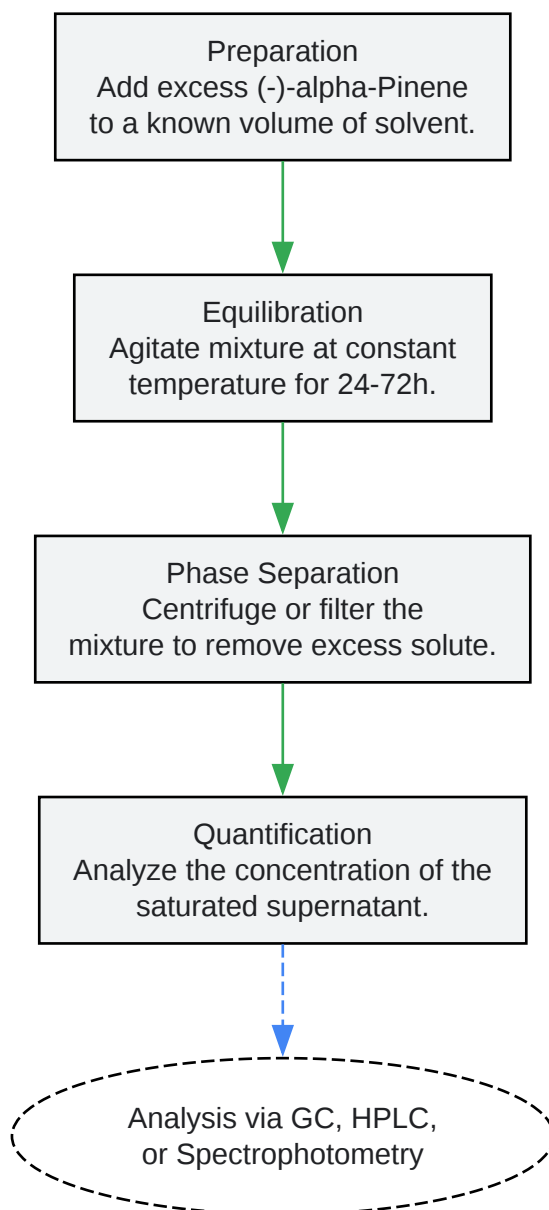 Preparation
Add excess (-)-alpha-Pinene
to a known volume of solvent.
Equilibration
Agitate mixture at constant
temperature for 24-72h.
Phase Separation
Centrifuge or filter the
mixture to remove excess solute.
Quantification
Analyze the concentration of the
saturated supernatant.
Analysis via GC, HPLC,
or Spectrophotometry